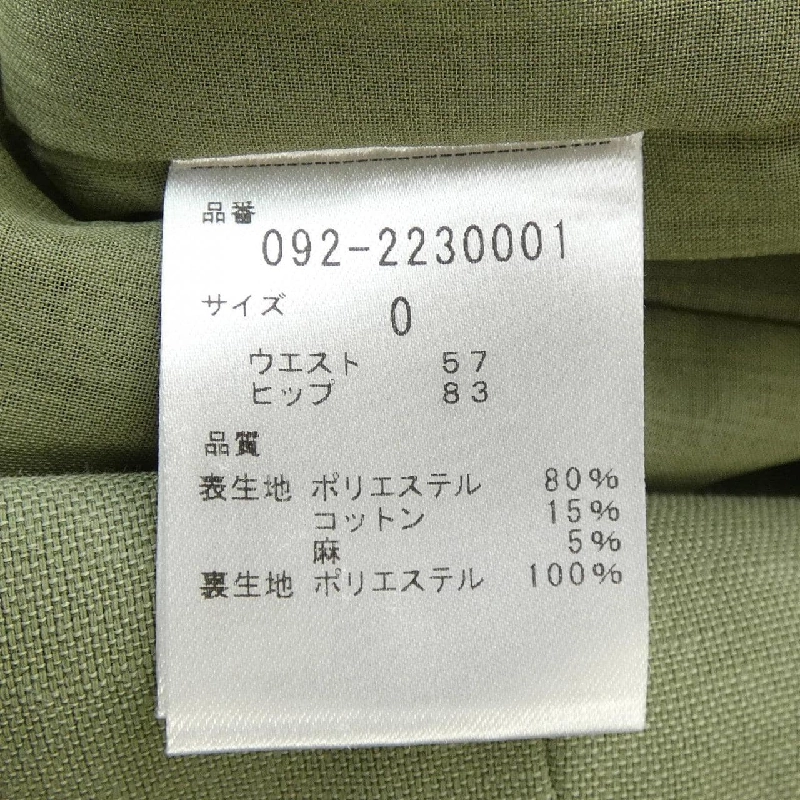 品番
092-2230001
サイズ 0
ウエスト 57
ヒップ 83
品質
表生地 ポリエステル 80%
コットン 15%
麻 5%
裏生地 ポリエステル 100%